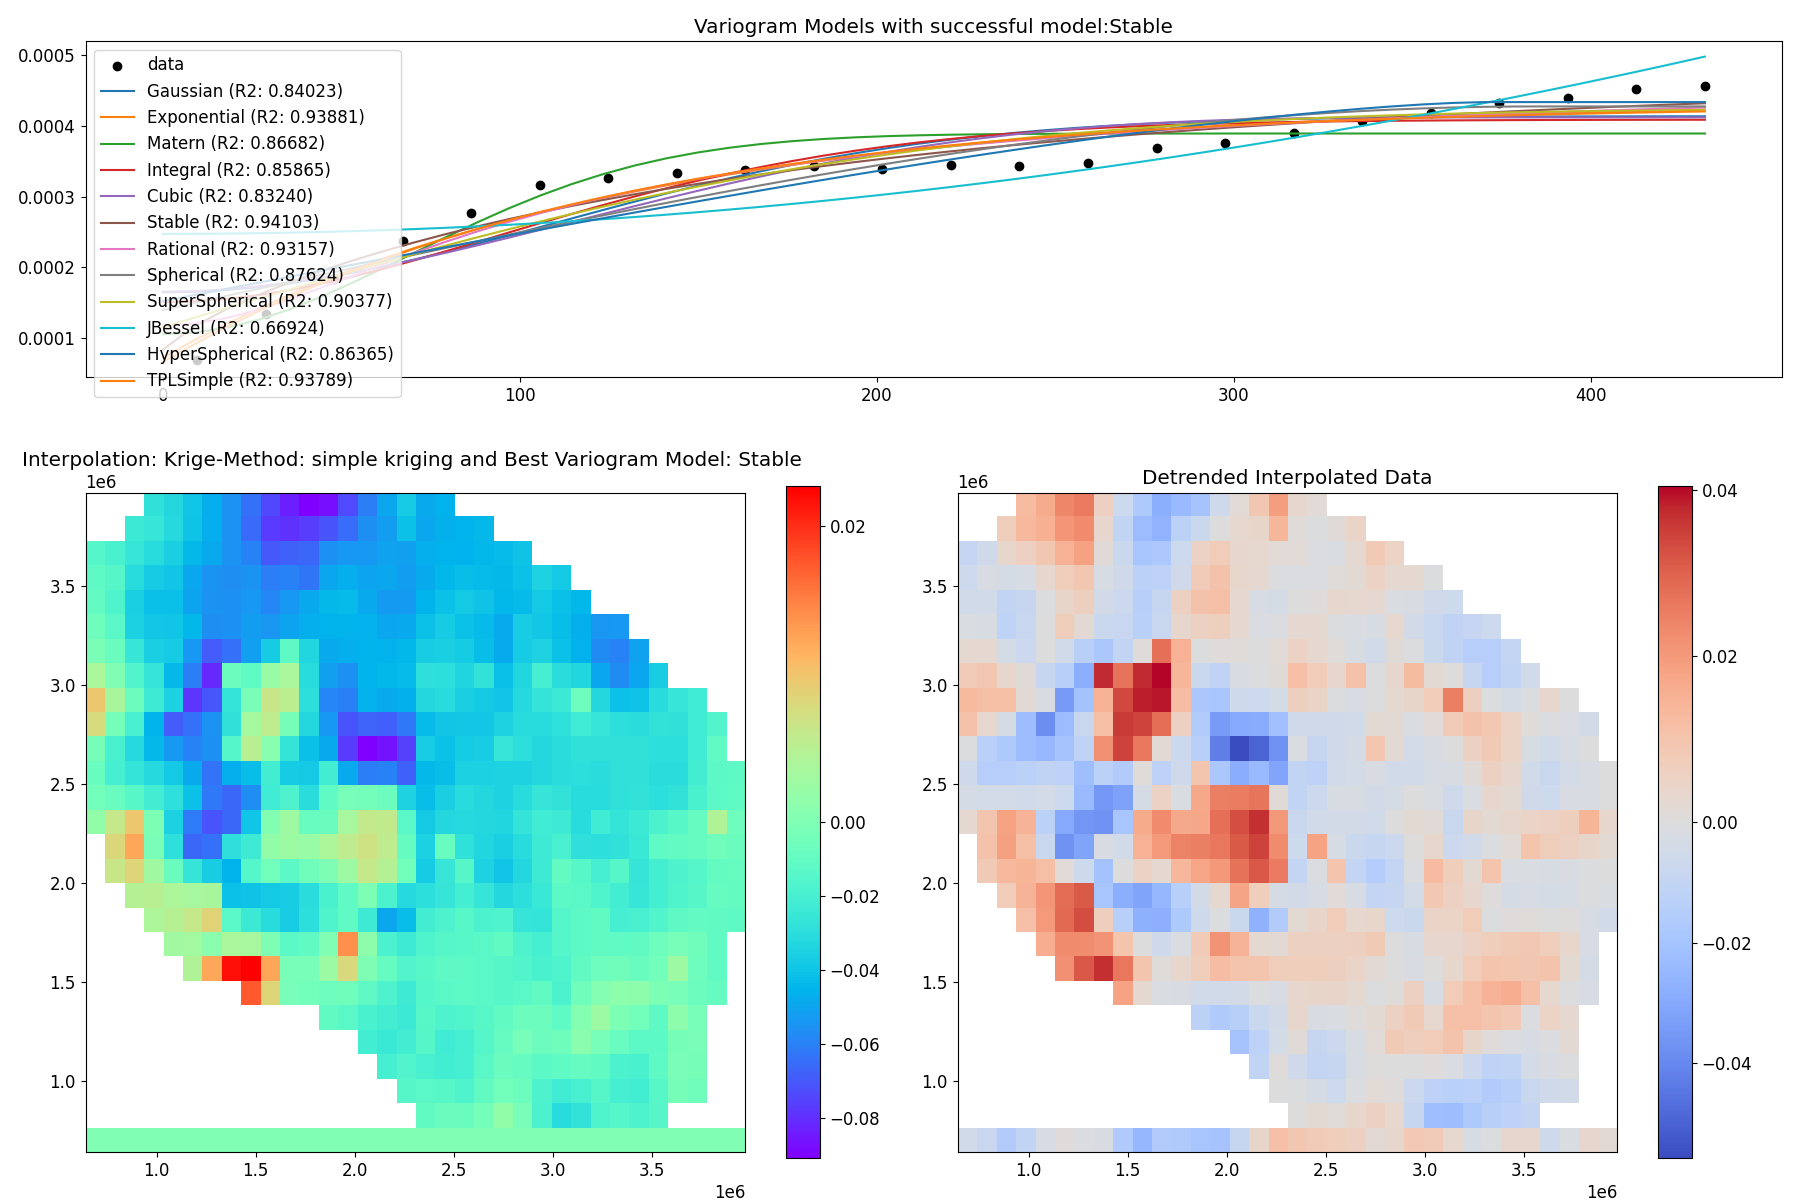 Variogram Models with successful model:Stable
0.0005
0.0004
0.0003
0.0002
0.0001
data
Gaussian (R2: 0.84023)
Exponential (R2: 0.93881)
Matern (R2: 0.86682)
Integral (R2: 0.85865)
Cubic (R2: 0.83240)
Stable (R2: 0.94103)
Rational (R2: 0.93157)
Spherical (R2: 0.87624)
SuperSpherical (R2: 0.90377)
JBessel (R2: 0.66924)
HyperSpherical (R2: 0.86365)
TPLSimple (R2: 0.93789)
0 100 200 300 400
Interpolation: Krige-Method: simple kriging and Best Variogram Model: Stable
1e6
3.5
3.0
2.5
2.0
1.5
1.0
1.0 1.5 2.0 2.5 3.0 3.5
1e6
0.02
0.00
−0.02
−0.04
−0.06
−0.08
Detrended Interpolated Data
1e6
3.5
3.0
2.5
2.0
1.5
1.0
1.0 1.5 2.0 2.5 3.0 3.5
1e6
0.04
0.02
0.00
−0.02
−0.04